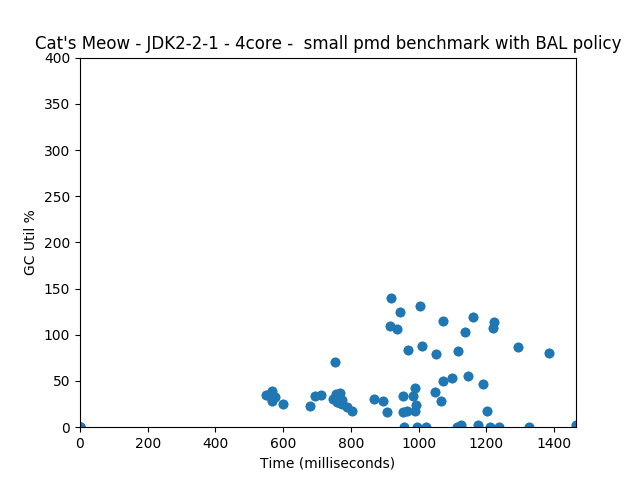 Cat's Meow - JDK2-2-1 - 4core -  small pmd benchmark with BAL policy
400
350
300
250
200
150
100
50
0
GC Util %
0 200 400 600 800 1000 1200 1400
Time (milliseconds)